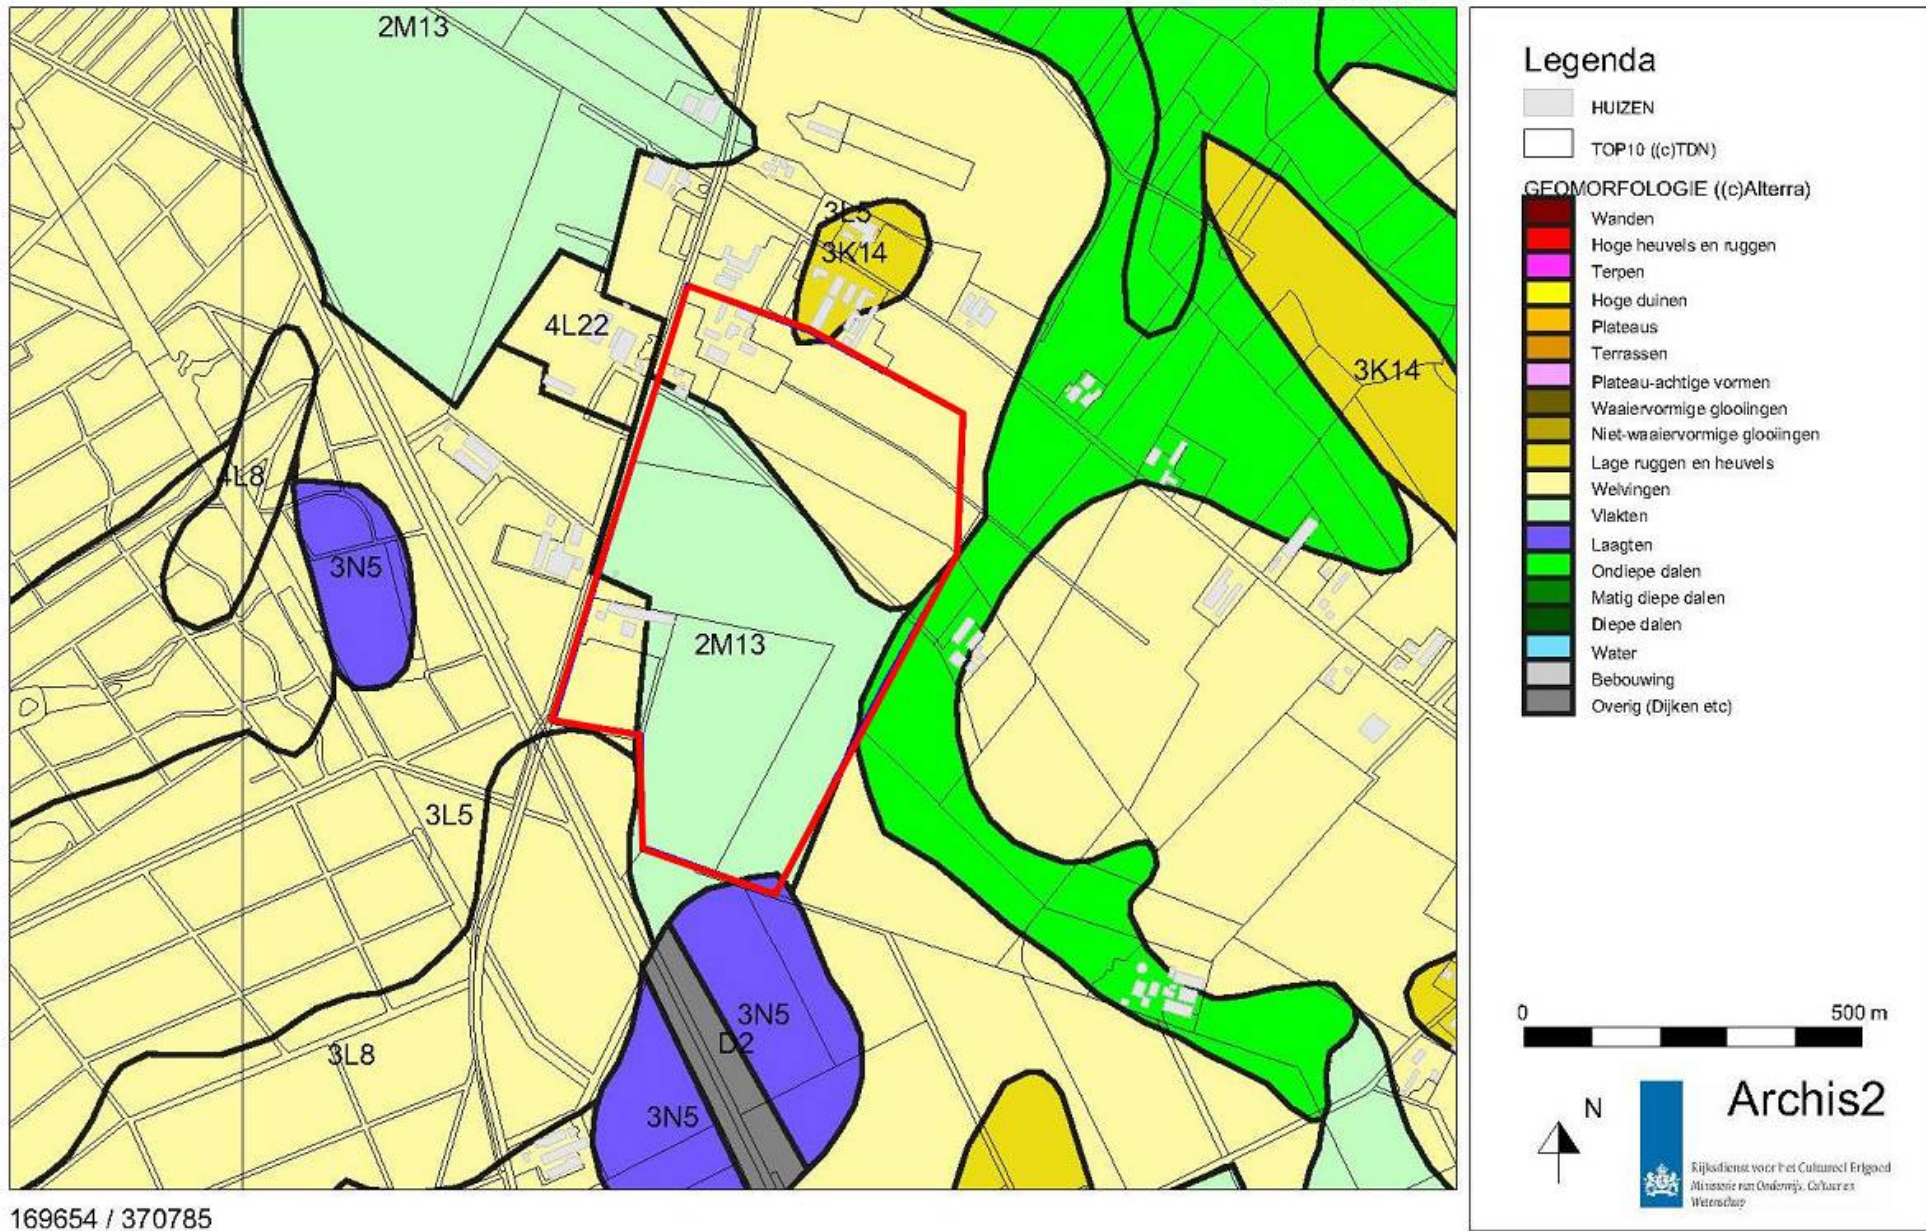 2M13
3L5
3K14
4L22
3K14
4L8
3N5
2M13
3L5
3N5
D2
3L8
3N5
169654 / 370785
Legenda
HUIZEN
TOP10 ((c)TDN)
GEOMORFOLOGIE ((c)Alterra)
Wanden
Hoge heuvels en ruggen
Terpen
Hoge duinen
Plateaus
Terrassen
Plateau-achtige vormen
Waaiervormige glooiingen
Niet-waaiervormige glooiingen
Lage ruggen en heuvels
Welvingen
Vlakten
Laagten
Ondiepe dalen
Matig diepe dalen
Diepe dalen
Water
Bebouwing
Overig (Dijken etc)
0 500 m
N
Archis2
Rijksdienst voor het Cultureel Erfgoed
Ministerie van Onderwijs, Cultuur en
Wetenschap